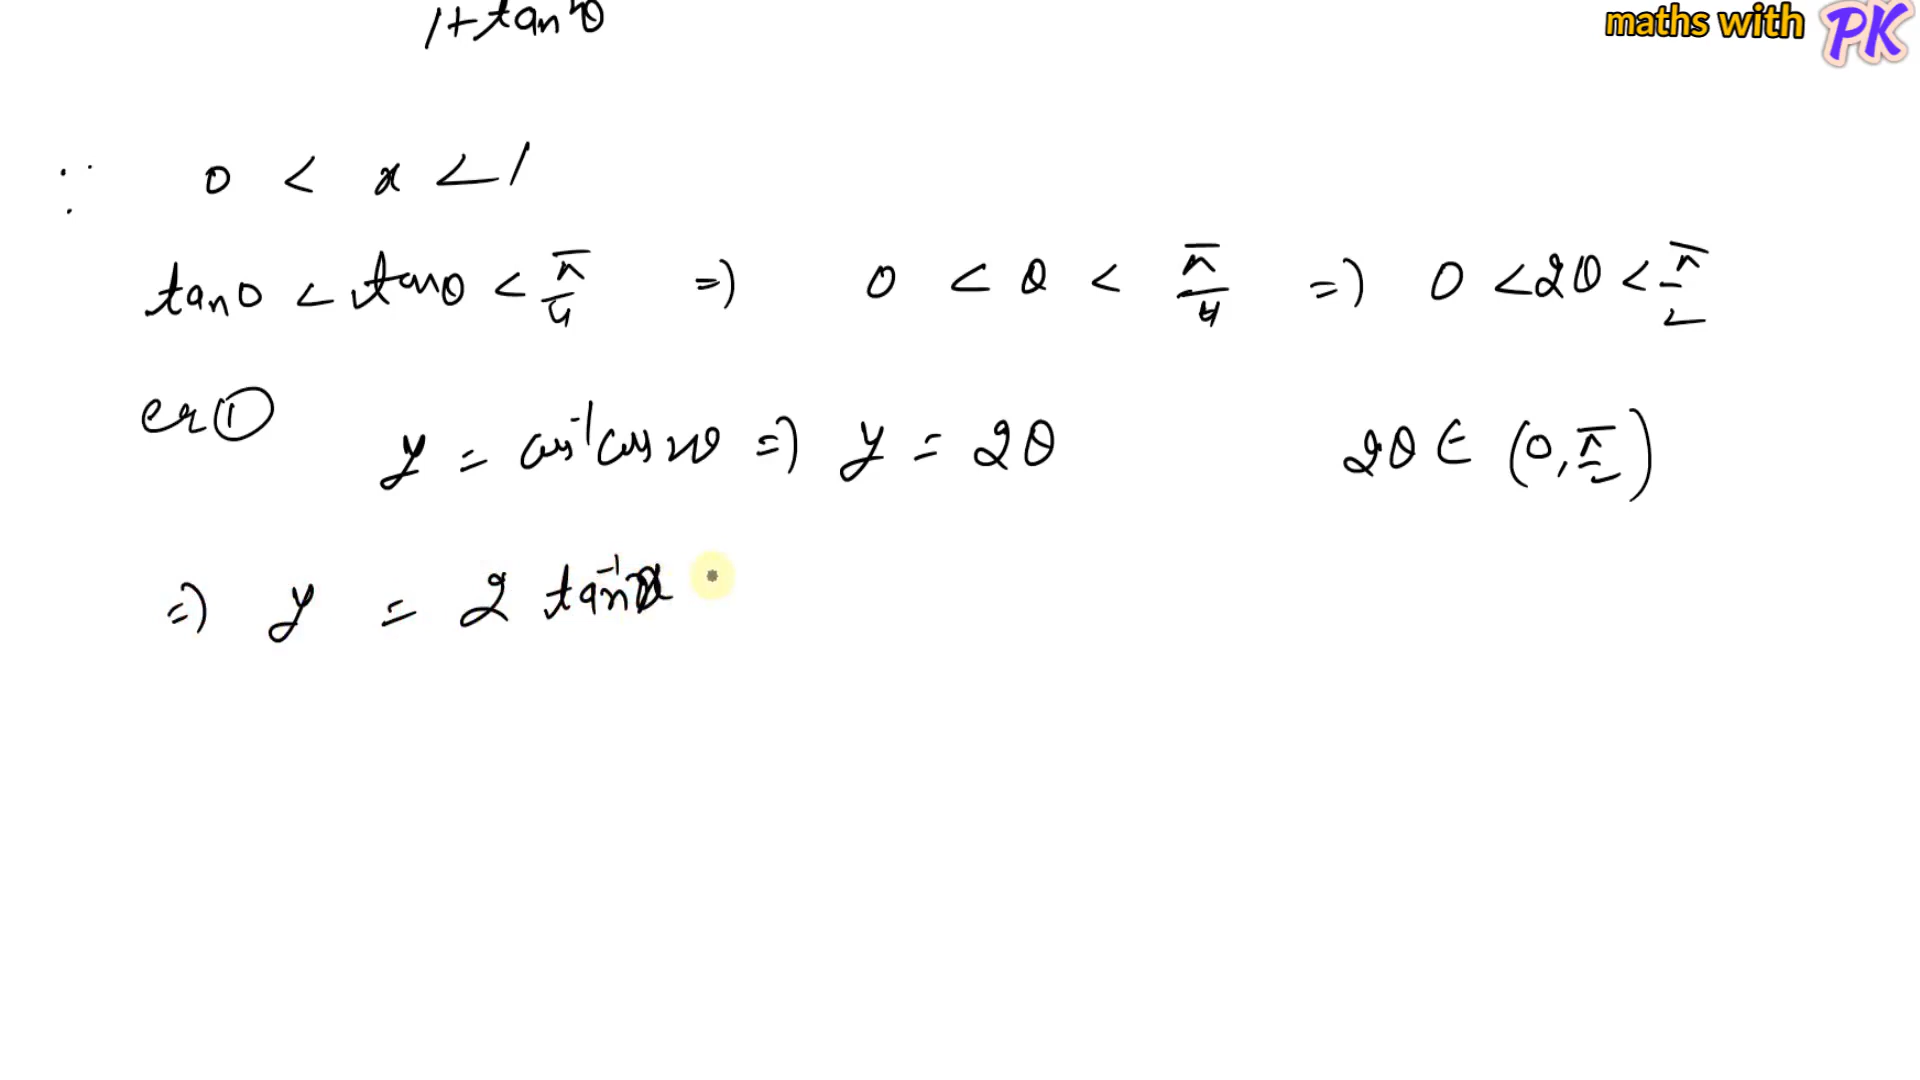 maths with PK
1+tan²θ
∵ 0 < x < 1
tan0 < tanθ < π/4 => 0 < θ < π/4 => 0 < 2θ < π/2
er① y = cos⁻¹cos2θ => y = 2θ 2θ ∈ (0, π/2)
=> y = 2 tan⁻¹x